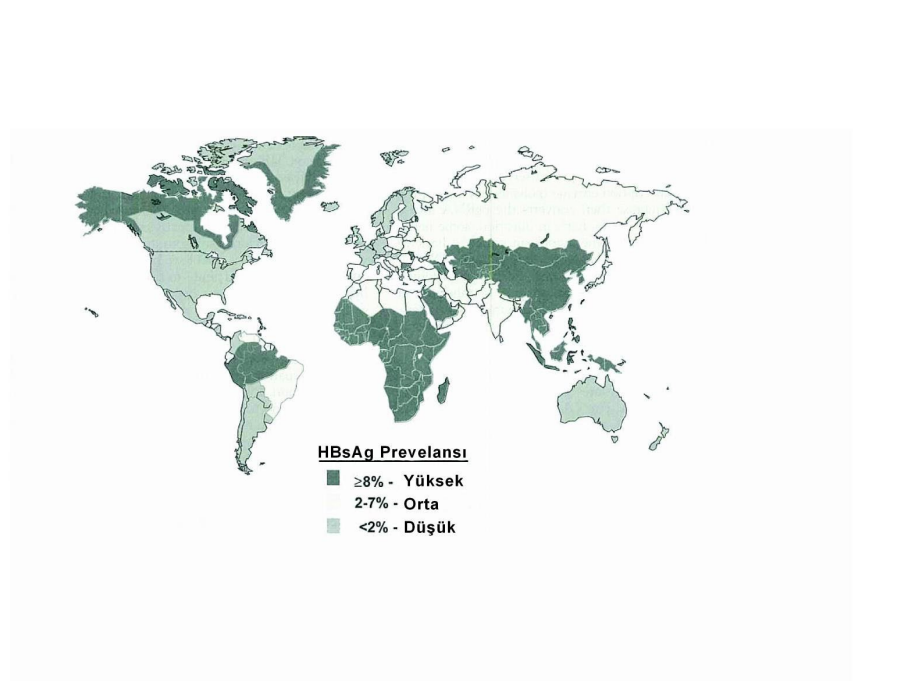 HBsAg Prevelansı
≥8% - Yüksek
2-7% - Orta
<2% - Düşük